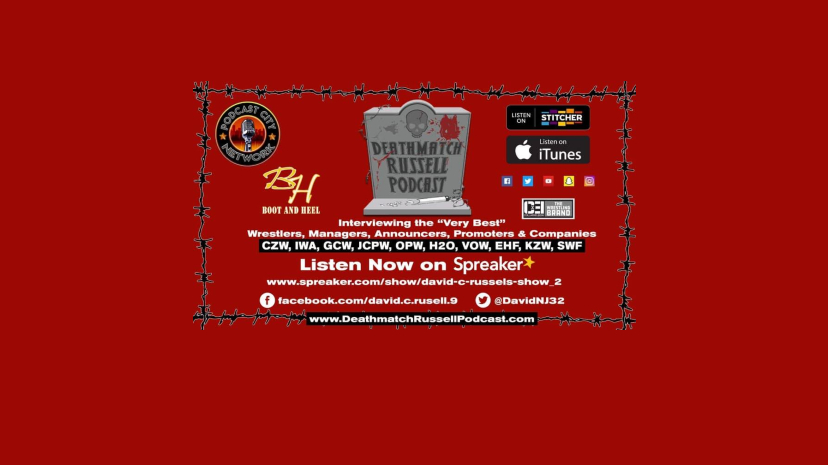 PODCAST CITY
NETWORK
BH
BOOT AND HEEL
DEATHMATCH
RUSSELL
PODCAST
LISTEN
ON
STITCHER
Listen on
iTunes
THE
WRESTLING
BRAND
Interviewing the “Very Best”
Wrestlers, Managers, Announcers, Promoters & Companies
CZW, IWA, GCW, JCPW, OPW, H2O, VOW, EHF, KZW, SWF
Listen Now on Spreaker
www.spreaker.com/show/david-c-russels-show_2
facebook.com/david.c.rusell.9
@DavidNJ32
www.DeathmatchRussellPodcast.com